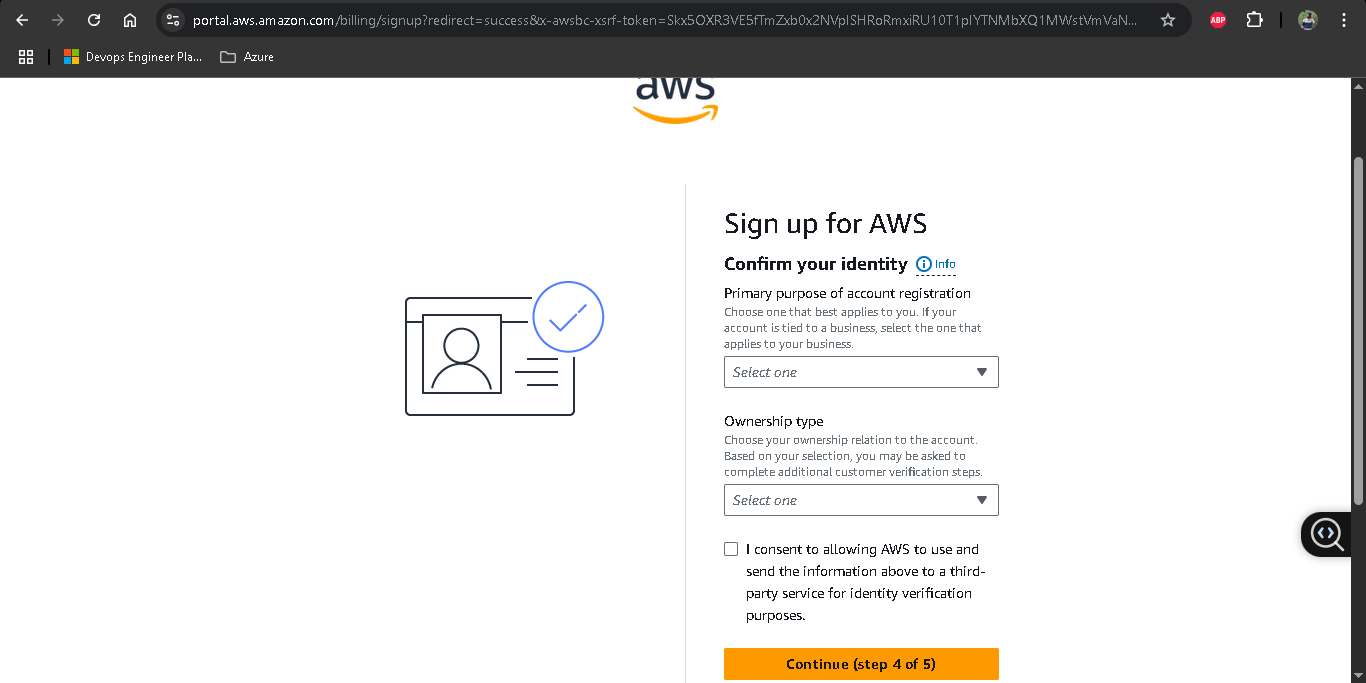 portal.aws.amazon.com/billing/signup?redirect=success&x-awsbc-xsrf-token=Skx5OXR3VE5fTmZxb0x2NVpISHRoRmxiRU10T1pIYTNMbXQ1MWstVmVaN...
ABP
Devops Engineer Pla...
Azure
aws
Sign up for AWS
Confirm your identity Info
Primary purpose of account registration
Choose one that best applies to you. If your
account is tied to a business, select the one that
applies to your business.
Select one
Ownership type
Choose your ownership relation to the account.
Based on your selection, you may be asked to
complete additional customer verification steps.
Select one
I consent to allowing AWS to use and
send the information above to a third-
party service for identity verification
purposes.
Continue (step 4 of 5)